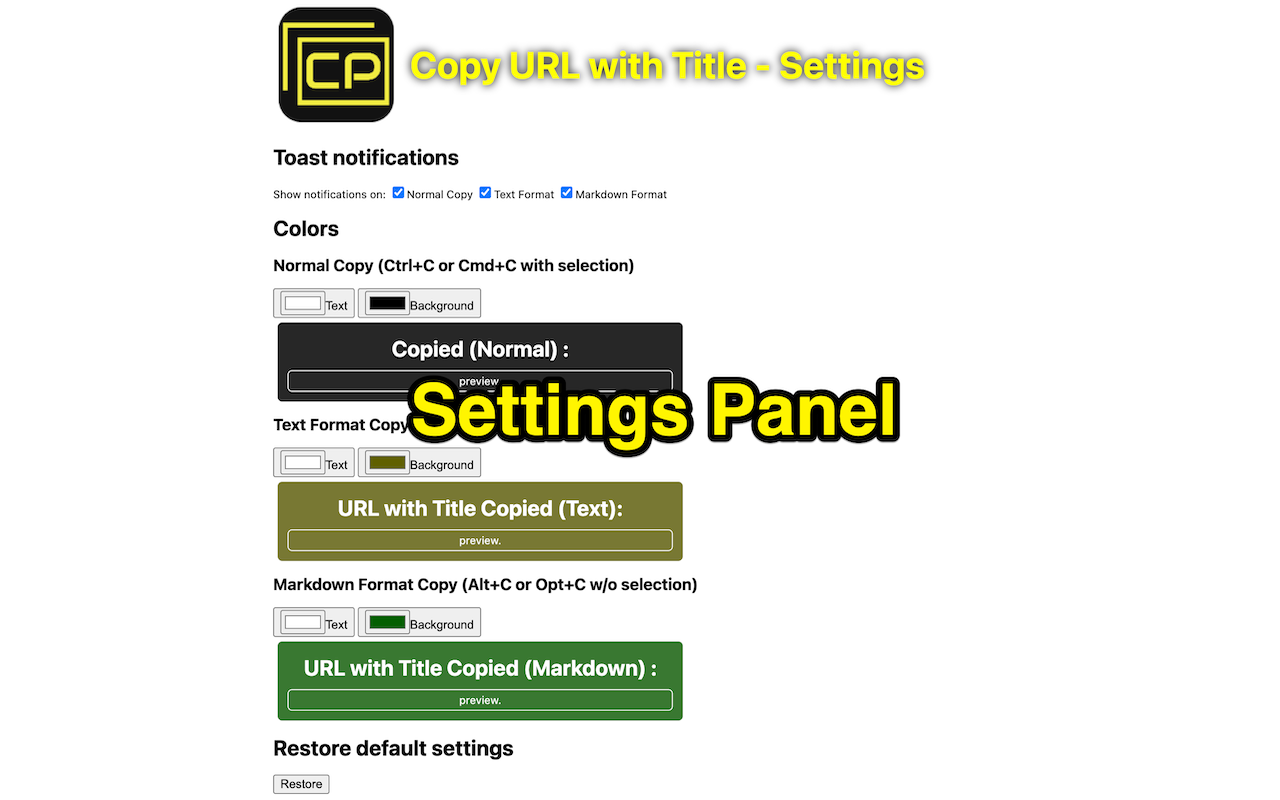 CP
Copy URL with Title - Settings
Toast notifications
Show notifications on: Normal Copy Text Format Markdown Format
Colors
Normal Copy (Ctrl+C or Cmd+C with selection)
Text Background
Copied (Normal) :
preview
Settings Panel
Text Format Copy
Text Background
URL with Title Copied (Text):
preview.
Markdown Format Copy (Alt+C or Opt+C w/o selection)
Text Background
URL with Title Copied (Markdown) :
preview.
Restore default settings
Restore